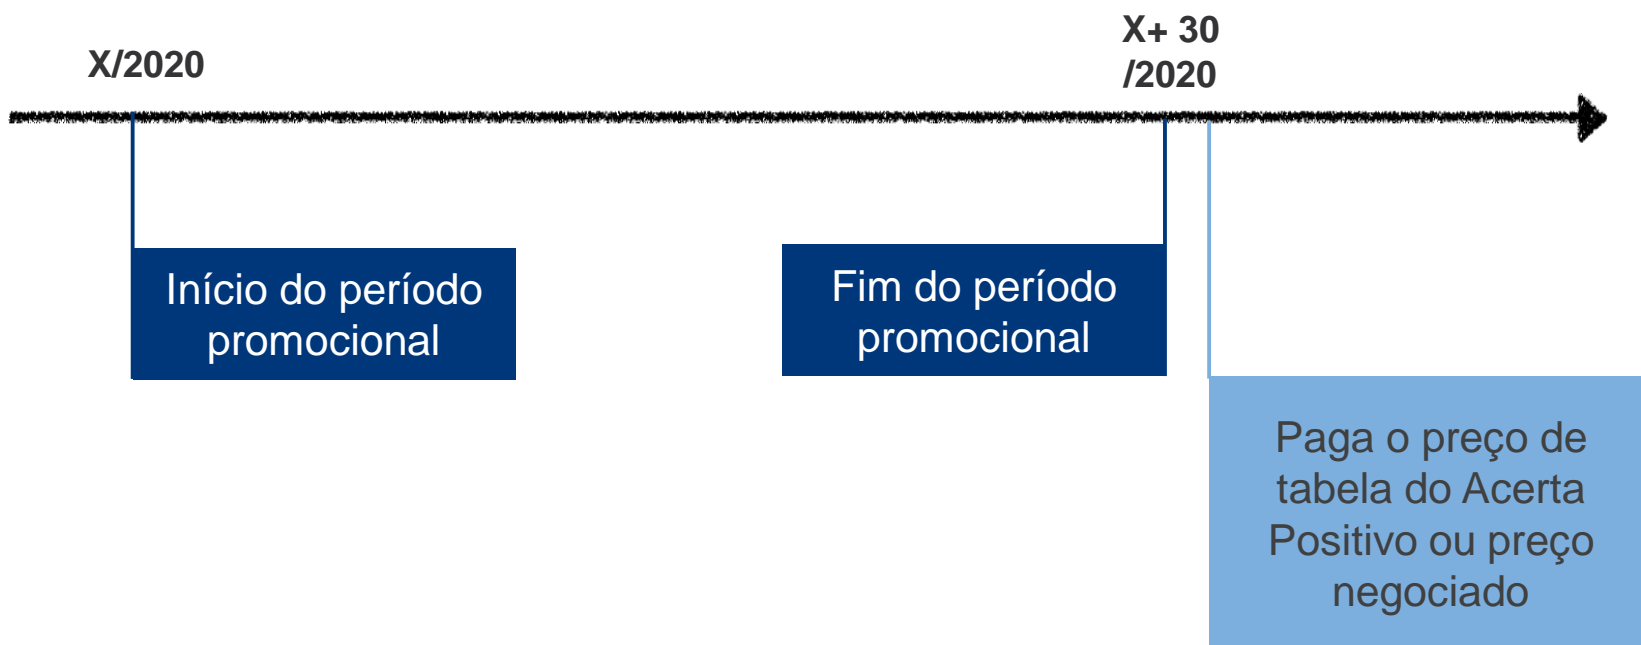 X/2020
X+ 30
/2020
Início do período
promocional
Fim do período
promocional
Paga o preço de
tabela do Acerta
Positivo ou preço
negociado